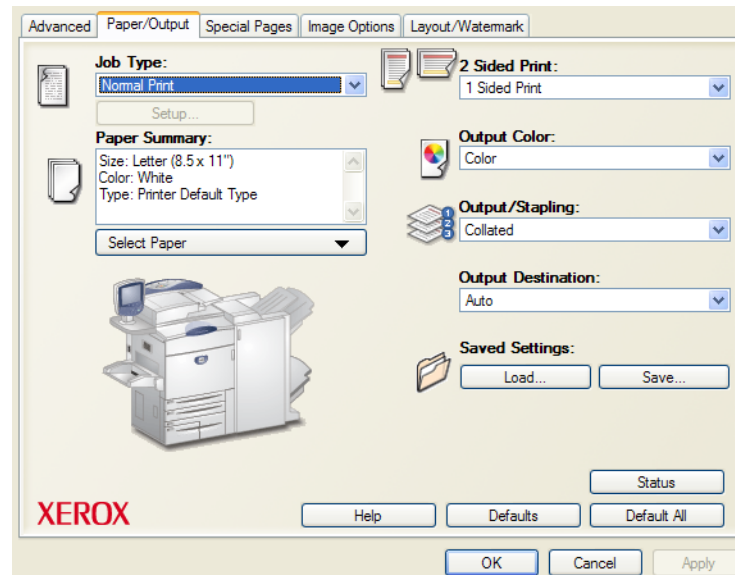 Advanced
Paper/Output
Special Pages
Image Options
Layout/Watermark
Job Type:
Normal Print
Setup...
Paper Summary:
Size: Letter (8.5 x 11")
Color: White
Type: Printer Default Type
Select Paper
2 Sided Print:
1 Sided Print
Output Color:
Color
Output/Stapling:
1
2
3
Collated
Output Destination:
Auto
Saved Settings:
Load...
Save...
Status
XEROX
Help
Defaults
Default All
OK
Cancel
Apply